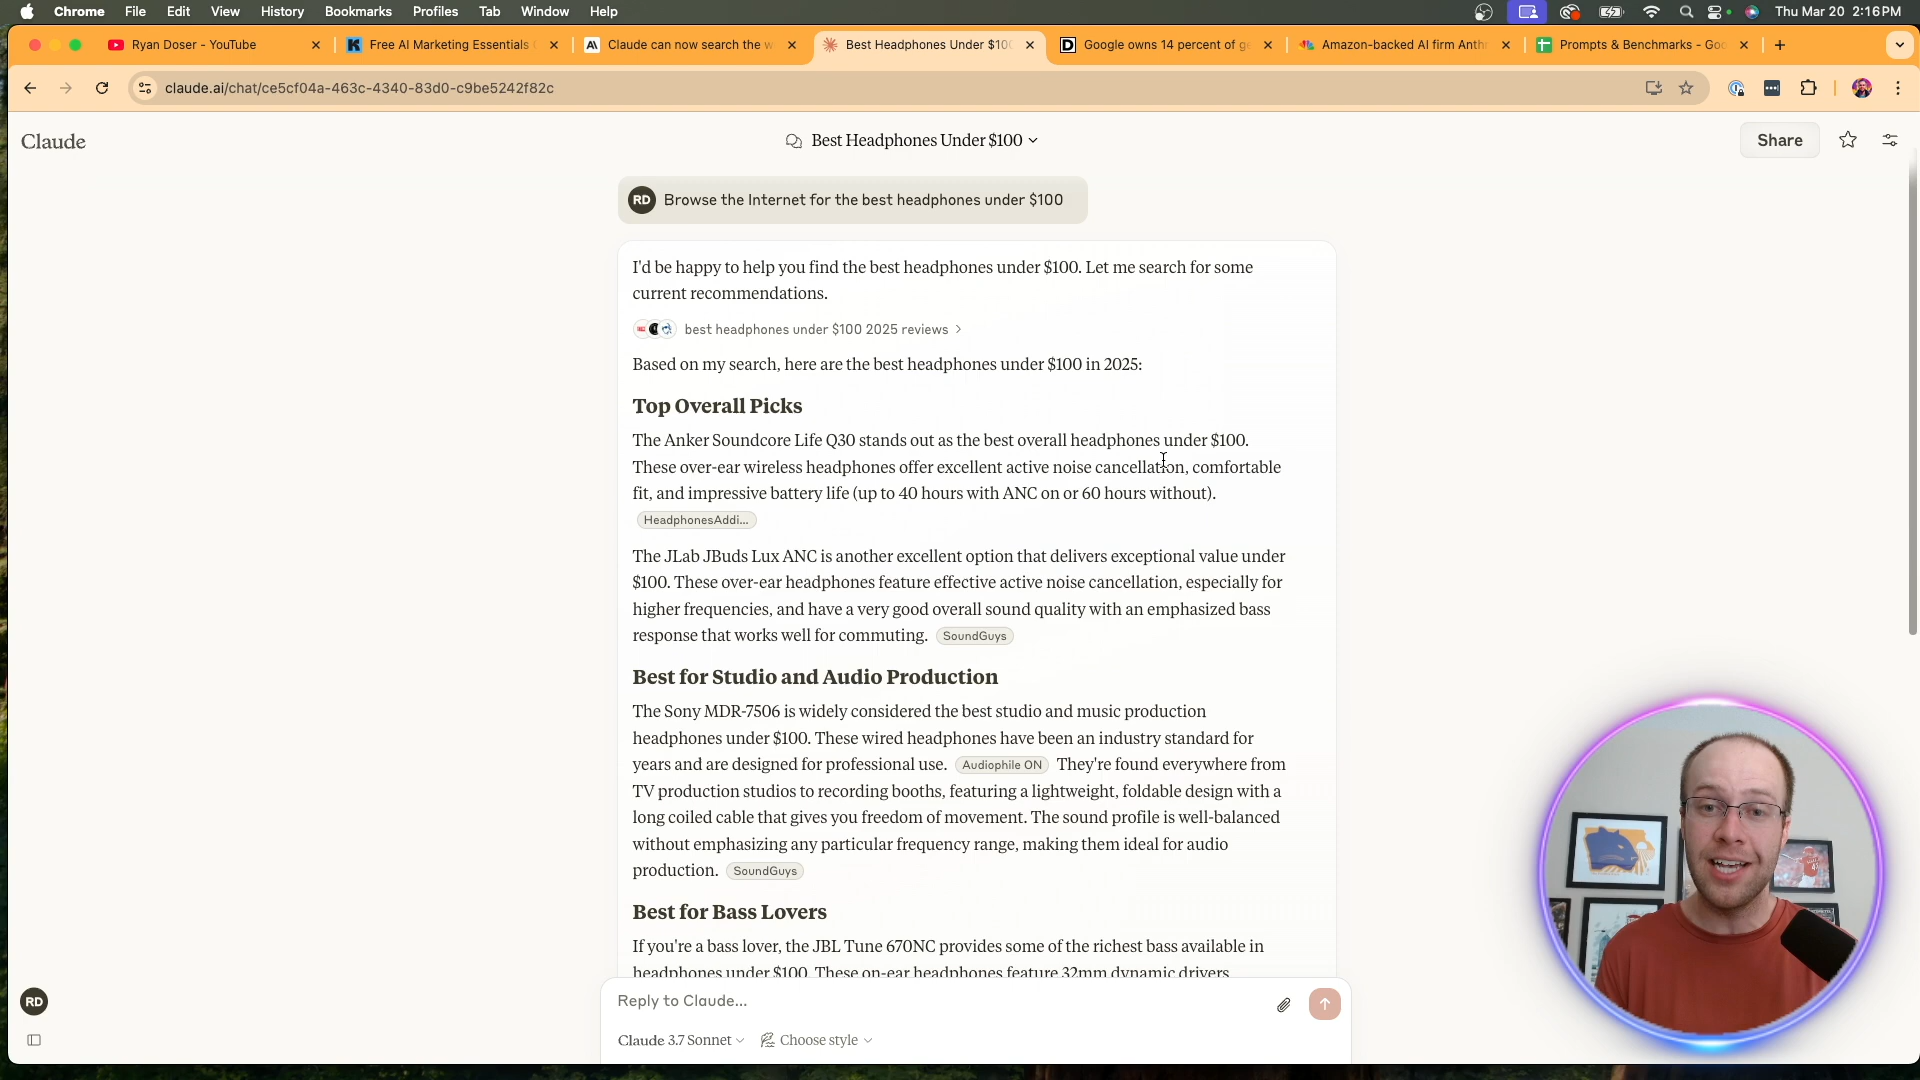 Chrome File Edit View History Bookmarks Profiles Tab Window Help Thu Mar 20 2:16 PM
Ryan Doser - YouTube Free AI Marketing Essentials Claude can now search the w Best Headphones Under $10 Google owns 14 percent of ge Amazon-backed AI firm Anth Prompts & Benchmarks - Goo
claude.ai/chat/ce5cf04a-463c-4340-83d0-c9be5242f82c
Claude Best Headphones Under $100 Share
RD Browse the Internet for the best headphones under $100
I'd be happy to help you find the best headphones under $100. Let me search for some
current recommendations.
best headphones under $100 2025 reviews
Based on my search, here are the best headphones under $100 in 2025:
Top Overall Picks
The Anker Soundcore Life Q30 stands out as the best overall headphones under $100.
These over-ear wireless headphones offer excellent active noise cancellation, comfortable
fit, and impressive battery life (up to 40 hours with ANC on or 60 hours without).
HeadphonesAddi...
The JLab JBuds Lux ANC is another excellent option that delivers exceptional value under
$100. These over-ear headphones feature effective active noise cancellation, especially for
higher frequencies, and have a very good overall sound quality with an emphasized bass
response that works well for commuting. SoundGuys
Best for Studio and Audio Production
The Sony MDR-7506 is widely considered the best studio and music production
headphones under $100. These wired headphones have been an industry standard for
years and are designed for professional use. Audiophile ON They're found everywhere from
TV production studios to recording booths, featuring a lightweight, foldable design with a
long coiled cable that gives you freedom of movement. The sound profile is well-balanced
without emphasizing any particular frequency range, making them ideal for audio
production. SoundGuys
Best for Bass Lovers
If you're a bass lover, the JBL Tune 670NC provides some of the richest bass available in
headphones under $100. These on-ear headphones feature 32mm dynamic drivers
Reply to Claude...
RD
Claude 3.7 Sonnet Choose style